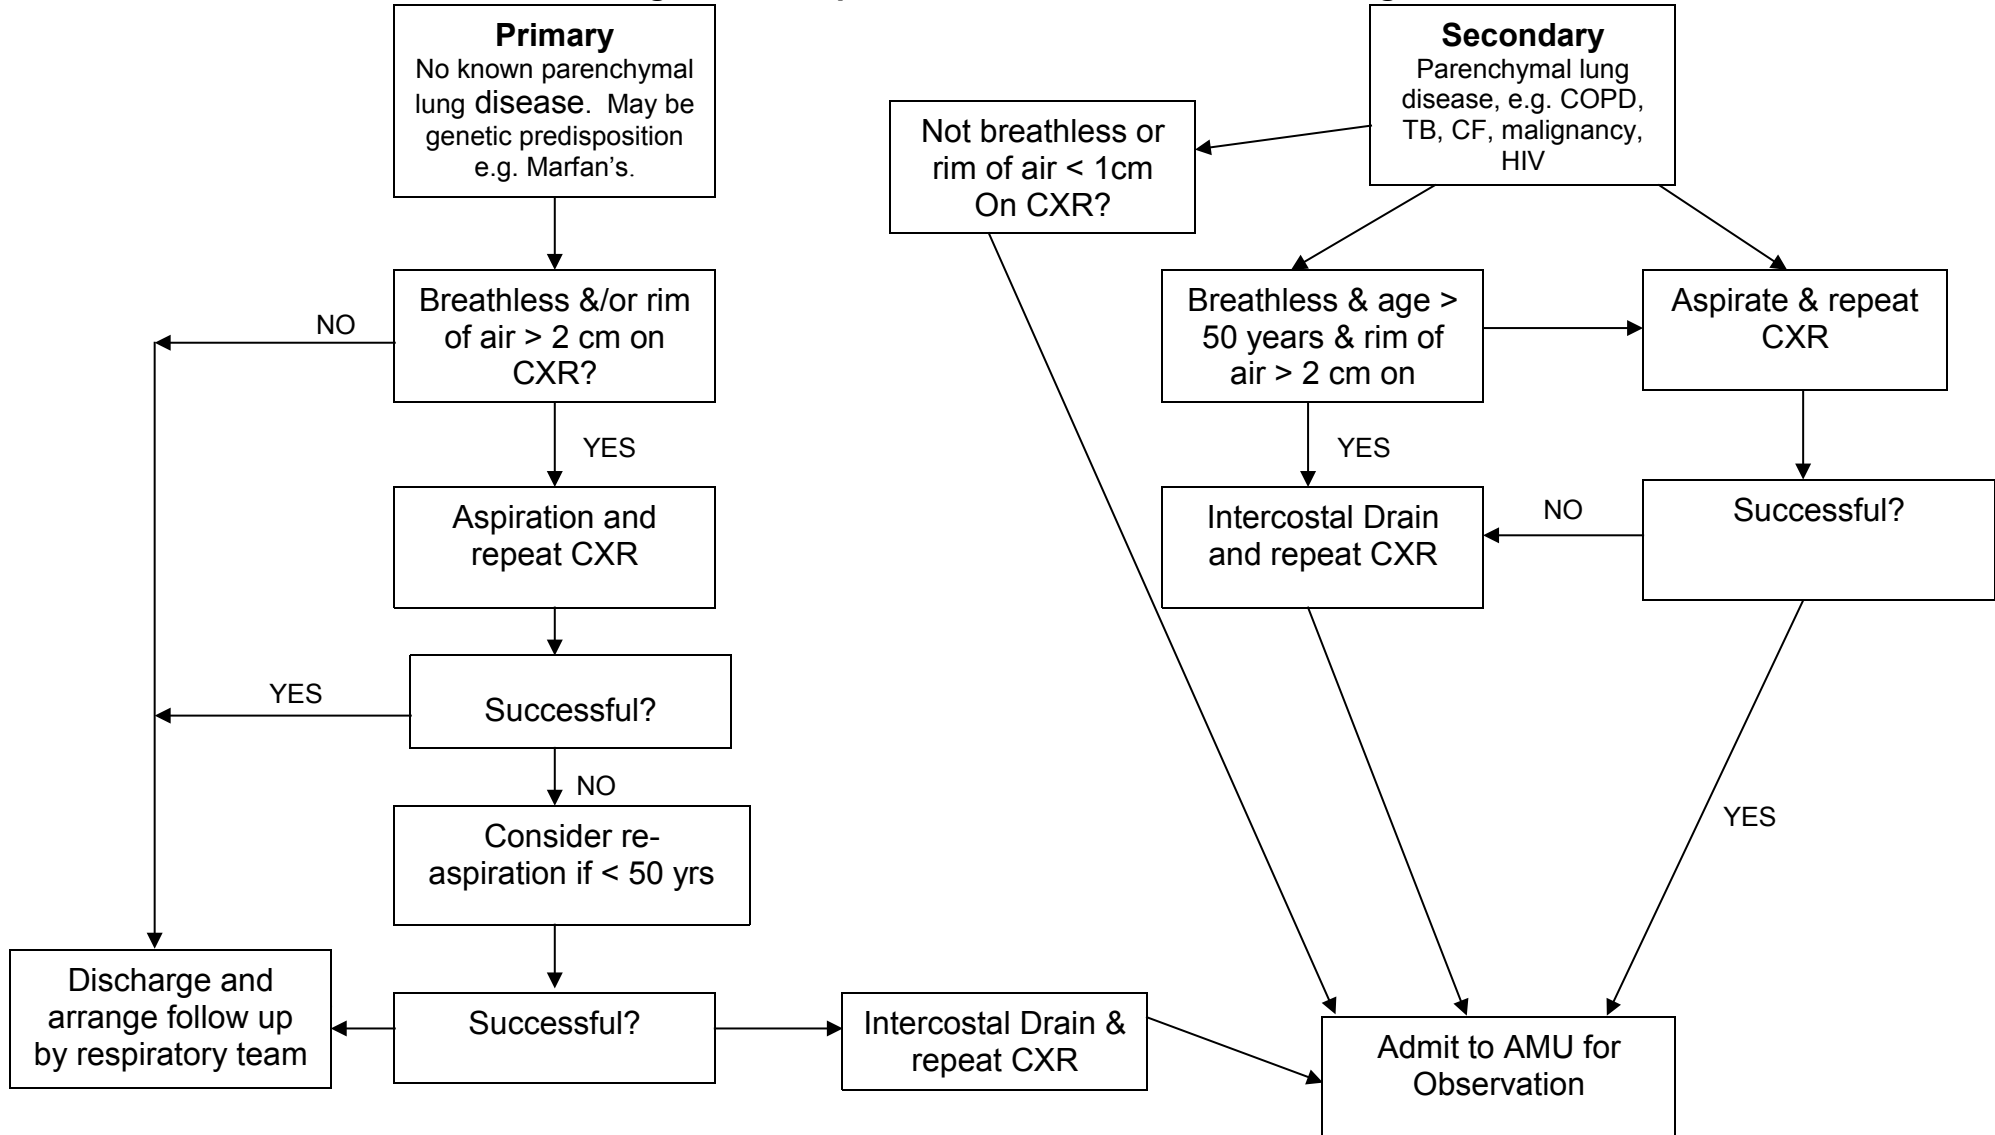 Primary
No known parenchymal
lung disease. May be
genetic predisposition
e.g. Marfan’s.
Secondary
Parenchymal lung
disease, e.g. COPD,
TB, CF, malignancy,
HIV
Not breathless or
rim of air < 1cm
On CXR?
Breathless &/or rim
of air > 2 cm on
CXR?
NO
Breathless & age >
50 years & rim of
air > 2 cm on
Aspirate & repeat
CXR
YES
YES
Aspiration and
repeat CXR
Intercostal Drain
and repeat CXR
NO
Successful?
YES
Successful?
NO
Consider re-
aspiration if < 50 yrs
YES
Discharge and
arrange follow up
by respiratory team
Successful?
Intercostal Drain &
repeat CXR
Admit to AMU for
Observation